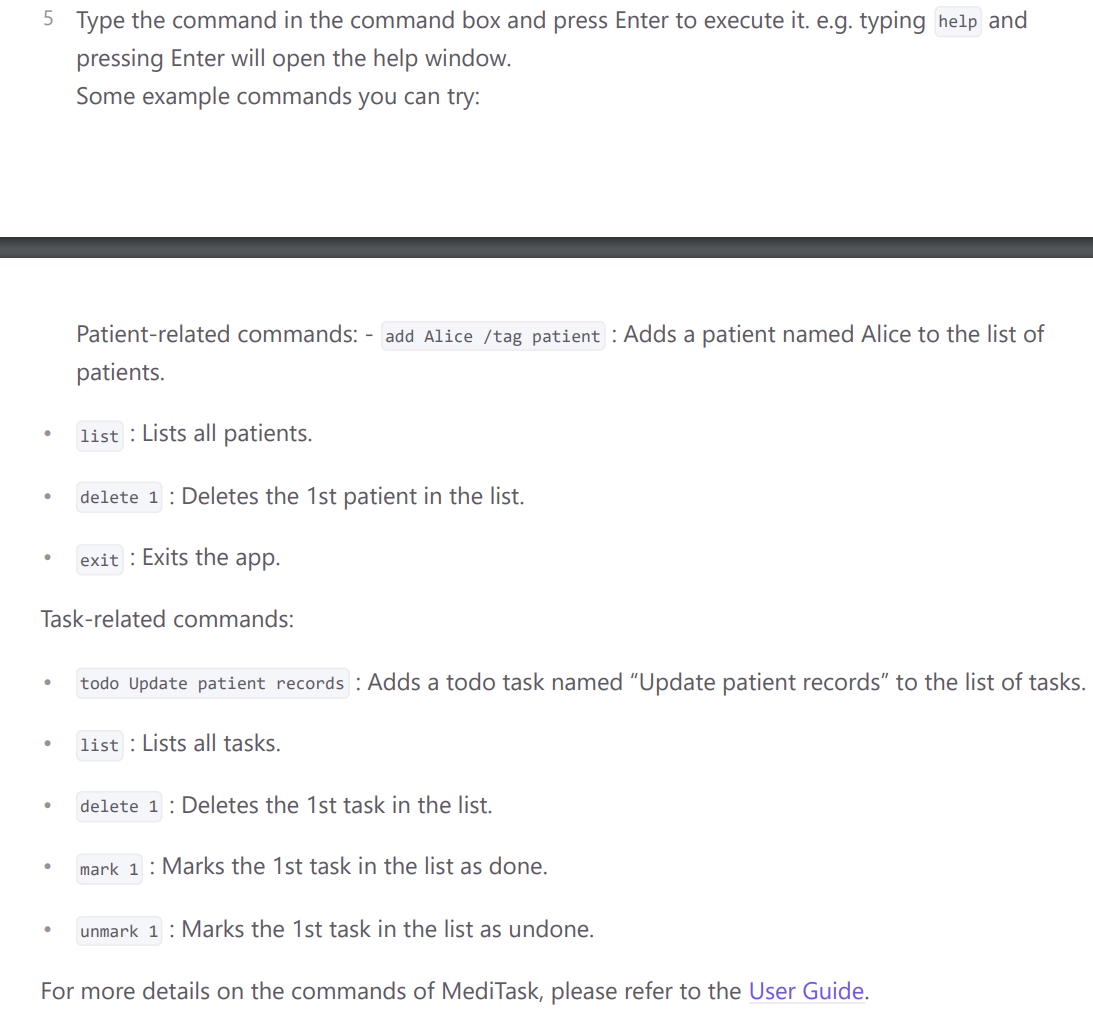 5 Type the command in the command box and press Enter to execute it. e.g. typing help and
pressing Enter will open the help window.
Some example commands you can try:
Patient-related commands: - add Alice /tag patient : Adds a patient named Alice to the list of
patients.
• list : Lists all patients.
• delete 1 : Deletes the 1st patient in the list.
• exit : Exits the app.
Task-related commands:
• todo Update patient records : Adds a todo task named “Update patient records” to the list of tasks.
• list : Lists all tasks.
• delete 1 : Deletes the 1st task in the list.
• mark 1 : Marks the 1st task in the list as done.
• unmark 1 : Marks the 1st task in the list as undone.
For more details on the commands of MediTask, please refer to the User Guide.